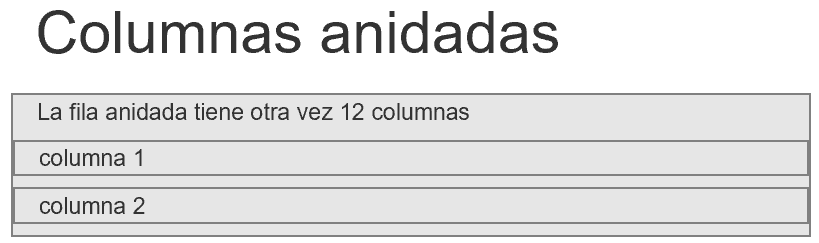 Columnas anidadas
La fila anidada tiene otra vez 12 columnas
columna 1
columna 2